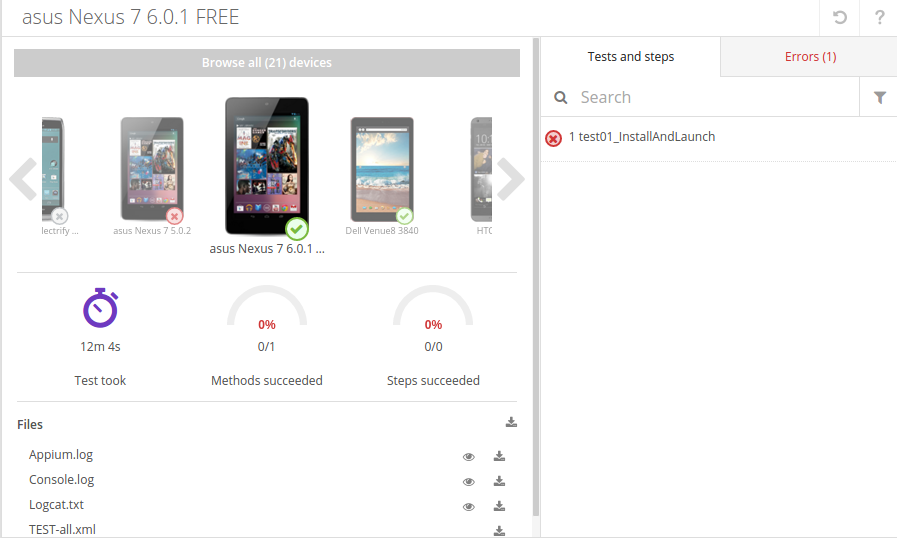 asus Nexus 7 6.0.1 FREE
?
Browse all (21) devices
lectrify ...
asus Nexus 7 5.0.2
asus Nexus 7 6.0.1 ...
Dell Venue8 3840
HTC
12m 4s
Test took
0%
0/1
Methods succeeded
0%
0/0
Steps succeeded
Files
Appium.log
Console.log
Logcat.txt
TEST-all.xml
Tests and steps
Errors (1)
Search
1 test01_InstallAndLaunch